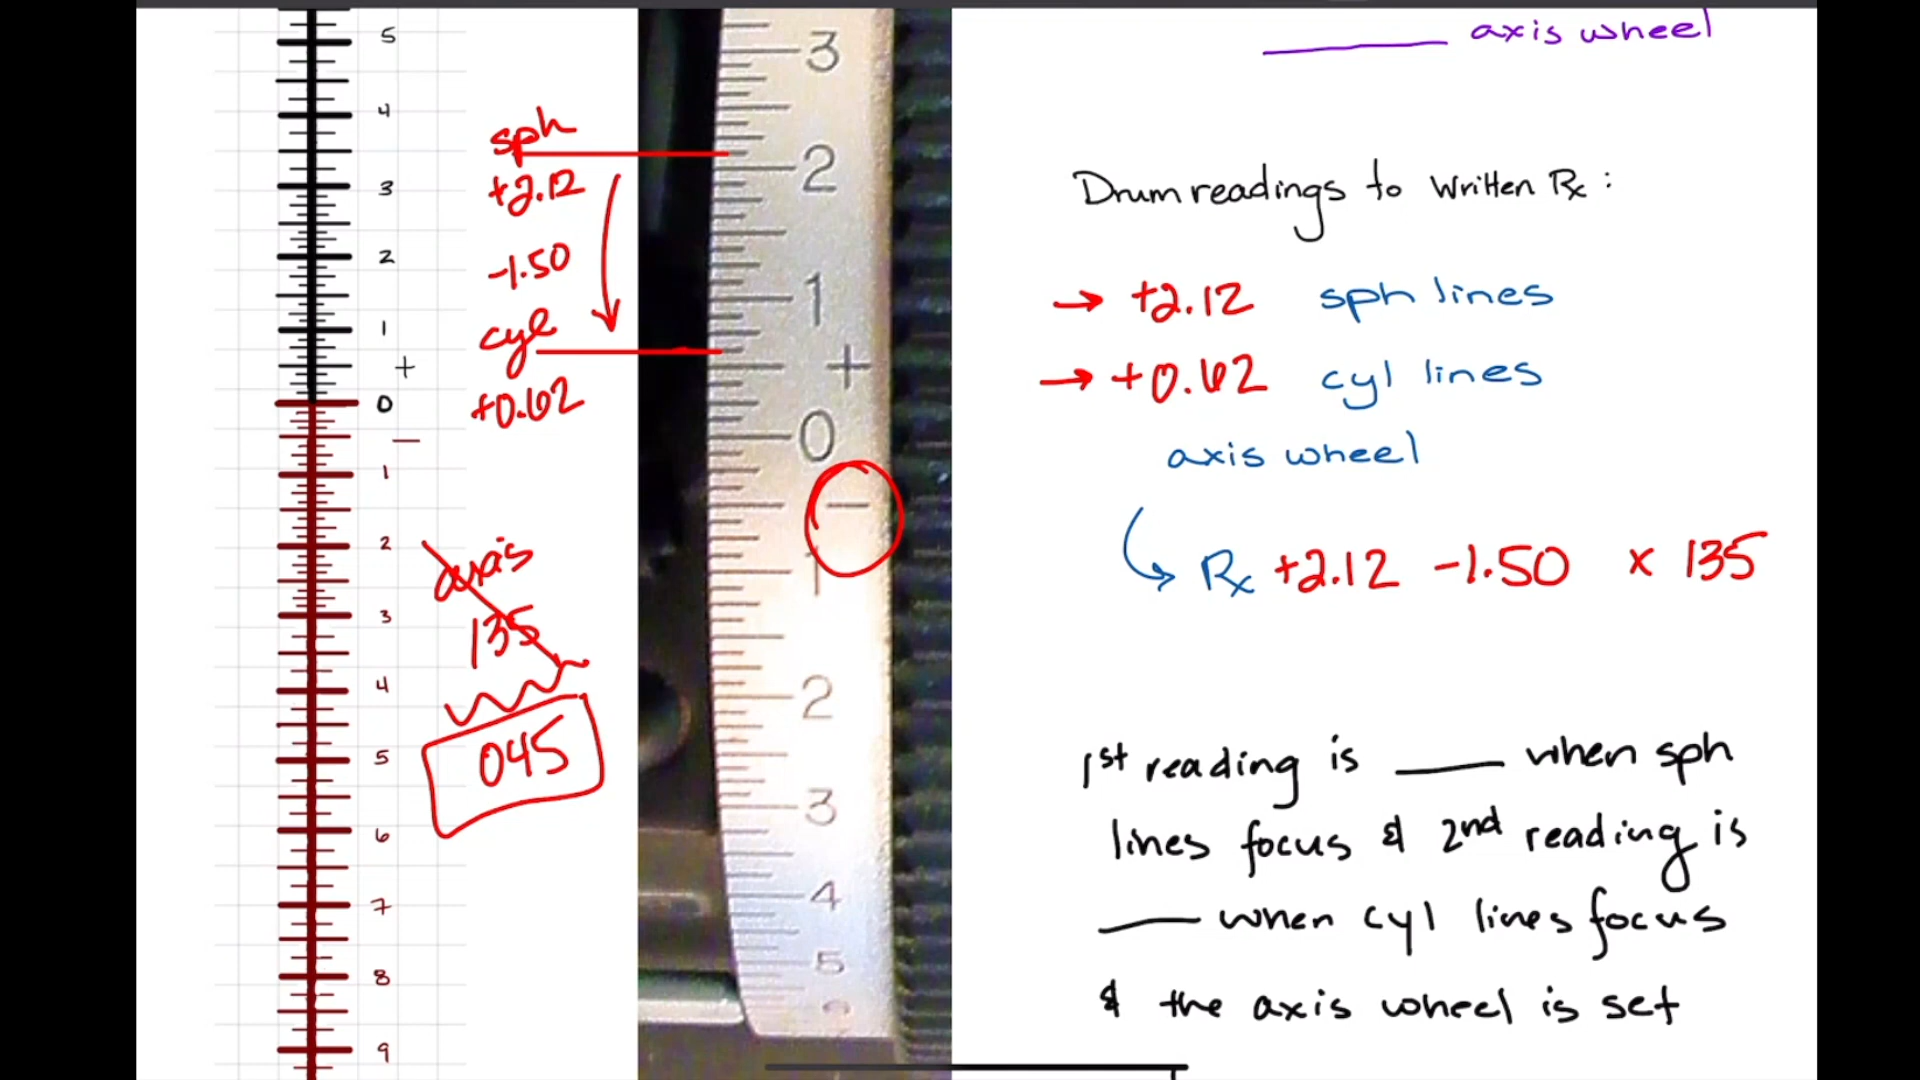 5
4
3
2
1
+
0
–
1
2
3
4
5
6
7
8
9
sph
+2.12
-1.50
cyl
+0.62
axis
135
045
3
2
1
+
0
–
1
2
3
4
5
axis wheel
Drum readings to written Rx :
→ +2.12 sph lines
→ +0.62 cyl lines
axis wheel
Rx +2.12 -1.50 x 135
1st reading is ____ when sph
lines focus & 2nd reading is
____ when cyl lines focus
& the axis wheel is set